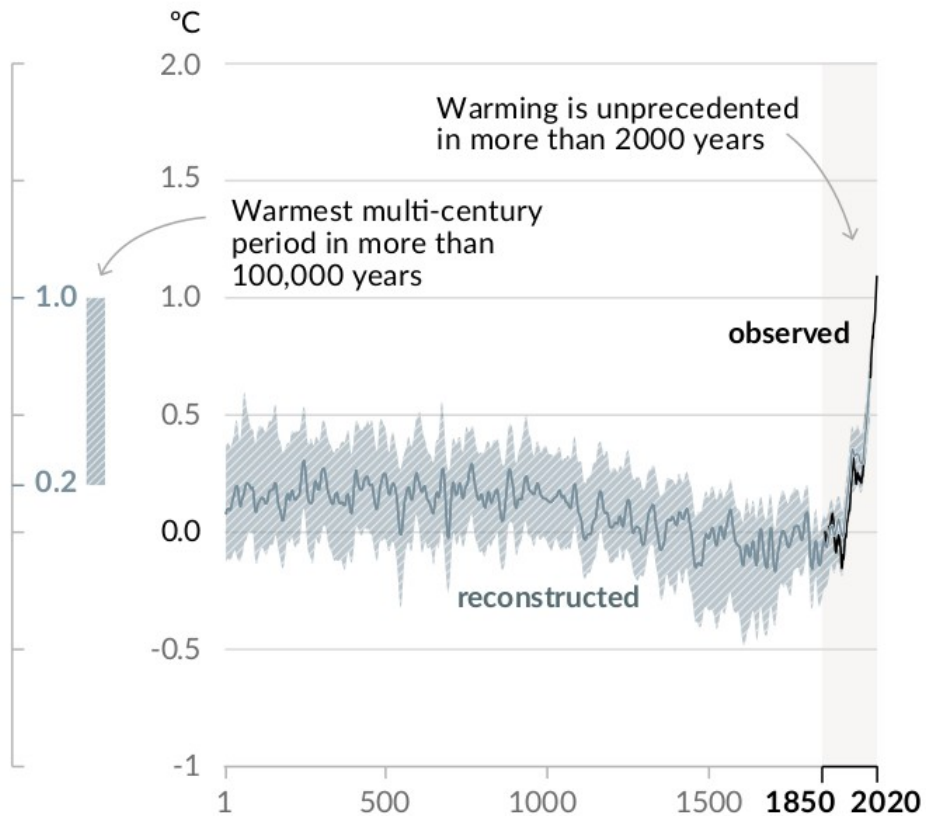 ºC
2.0
Warming is unprecedented
in more than 2000 years
1.5
Warmest multi-century
period in more than
100,000 years
1.0
1.0
observed
0.5
0.2
0.0
reconstructed
-0.5
-1
1 500 1000 1500 1850 2020